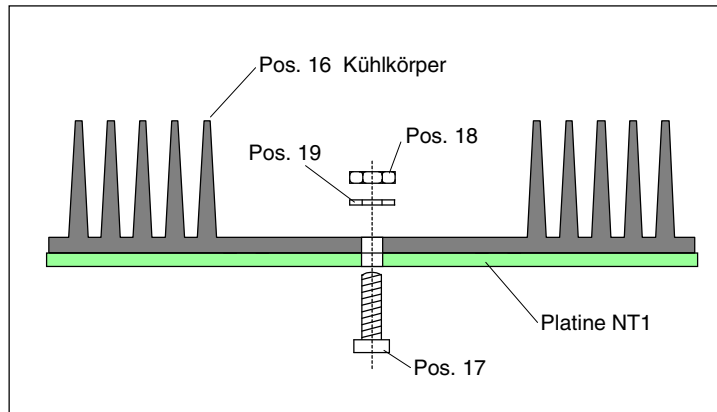 Pos. 16  Kühlkörper
Pos. 18
Pos. 19
Platine NT1
Pos. 17